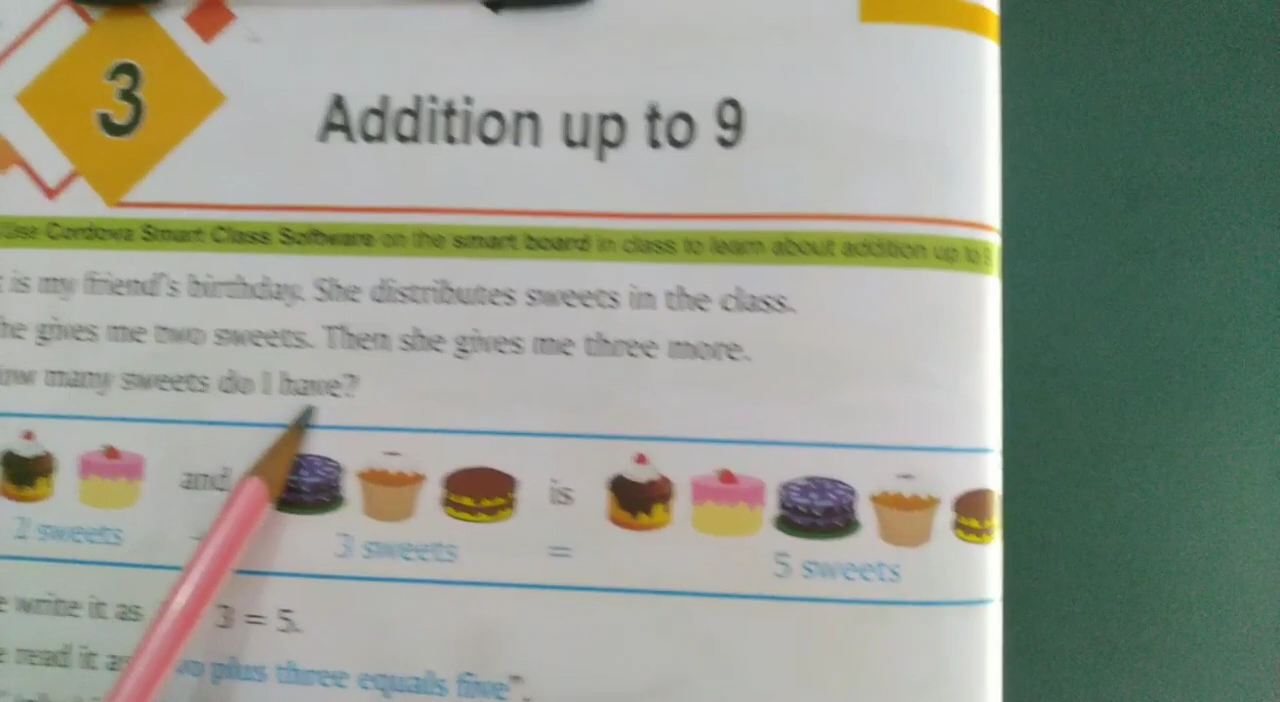 3
Addition up to 9
Use Cordova Smart Class Software on the smart board in class to learn about addition up to 9
is my friend's birthday. She distributes sweets in the class.
he gives me two sweets. Then she gives me three more.
ow many sweets do I have?
and is
2 sweets 3 sweets = 5 sweets
e write it as 3 = 5.
e read it as o plus three equals five".